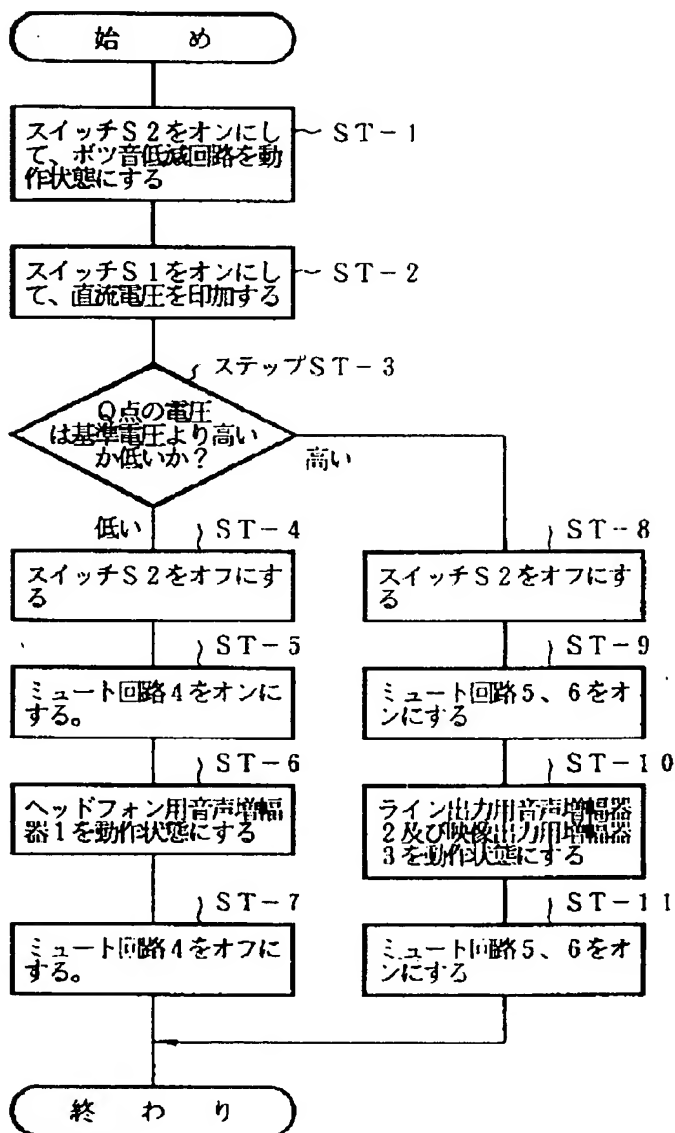 始め
スイッチS2をオンにし
て、ボツ音低減回路を動
作状態にする
ST-1
スイッチS1をオンにし
て、直流電圧を印加する
ST-2
ステップST-3
Q点の電圧
は基準電圧より高い
か低いか?
高い
低い
ST-4
スイッチS2をオフにす
る
ST-5
ミュート回路4をオンに
する。
ST-6
ヘッドフォン用音声増幅
器1を動作状態にする
ST-7
ミュート回路4をオフに
する。
ST-8
スイッチS2をオフにす
る
ST-9
ミュート回路5、6をオ
ンにする
ST-10
ライン出力用音声増幅器
2及び映像出力用増幅器
3を動作状態にする
ST-11
ミュート回路5、6をオ
ンにする
終わり